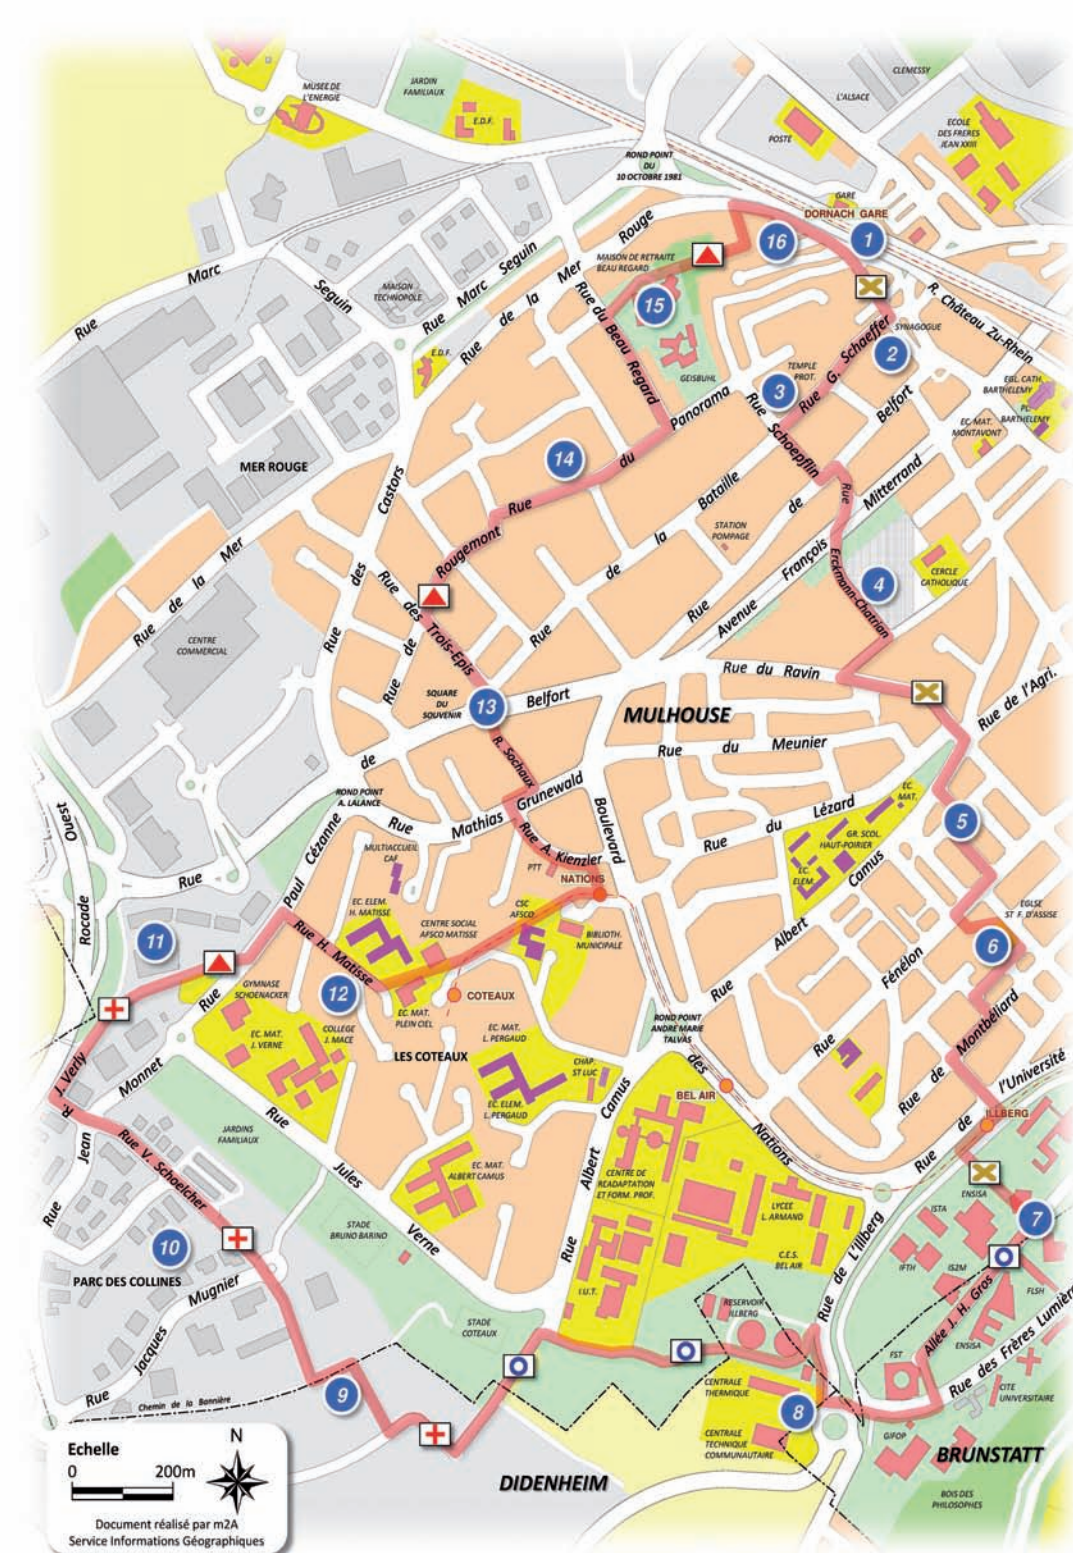 MUSEE DE
L'ENERGIE
JARDIN
FAMILIAUX
E.D.F.
CLEMESSY
L'ALSACE
POSTE
ECOLE
DES FRERES
JEAN XXIII
ROND POINT
DU
10 OCTOBRE 1981
GARE
DORNACH GARE
1
16
Rue Marc Seguin
MAISON
TECHNOPOLE
Rue Marc Seguin
Rue de la Mer Rouge
MAISON DE RETRAITE
BEAU REGARD
15
GEISBUHL
Rue du Beau Regard
R. Château Zu-Rhein
SYNAGOGUE
2
Rue G. Schaeffer
TEMPLE
PROT.
3
E.D.F.
EGL. CATH.
BARTHELEMY
PL.
BARTHELEMY
EC. MAT.
MONTAVONT
Belfort
Rue Schoepflin
Panorama
du
Rue
14
MER ROUGE
Rue des Castors
Rougemont
Rue de
Rue de la Bataille
STATION
POMPAGE
Rue de
Avenue François Mitterrand
Rue Erckmann-Chatrian
4
CERCLE
CATHOLIQUE
Rue de la Mer
CENTRE
COMMERCIAL
Rue des Trois-Epis
SQUARE
DU
SOUVENIR
13
Belfort
de
Rue du Ravin
MULHOUSE
Rue de l'Agri.
Rue du Meunier
R. Sochaux
ROND POINT
A. LALANCE
Rue Mathias Grunewald
Boulevard
Rue A. Kienzler
PTT
NATIONS
Rue du Lézard
EC.
MAT.
GR. SCOL.
HAUT-POIRIER
EC.
ELEM.
5
Rue Albert Camus
Ouest
Rocade
Rue
Paul Cézanne
Rue
MULTIACCUEIL
CAF
EC. ELEM.
H. MATISSE
CENTRE SOCIAL
AFSCO MATISSE
CSC
AFSCO
BIBLIOTH.
MUNICIPALE
EGLSE
ST F. D'ASSISE
6
Rue Fénélon
11
Rue H. Matisse
12
GYMNASE
SCHOENACKER
EC. MAT.
J. VERNE
COLLEGE
J. MACE
EC. MAT.
PLEIN CIEL
COTEAUX
LES COTEAUX
EC. MAT.
L. PERGAUD
EC. ELEM.
L. PERGAUD
CHAP.
ST LUC
ROND POINT
ANDRE MARIE
TALVAS
Rue de Montbéliard
Rue de l'Université
ILLBERG
BEL AIR
des Nations
R. J. Verly
Rue Jean Monnet
JARDINS
FAMILIAUX
Rue Jules Verne
Rue V. Schoelcher
EC. MAT.
ALBERT CAMUS
Rue Albert Camus
CENTRE DE
READAPTATION
ET FORM. PROF.
LYCEE
L. ARMAND
C.E.S.
BEL AIR
I.U.T.
Rue de L'Illberg
ENSISA
ISTA
7
IFTH
IS2M
FLSH
Allée J. H. Gros
ENSISA
FST
Rue des Frères Lumière
CITE
UNIVERSITAIRE
STADE
BRUNO BARINO
10
PARC DES COLLINES
Rue Jacques Mugnier
STADE
COTEAUX
RESERVOIR
ILLBERG
CENTRALE
THERMIQUE
8
CENTRALE
TECHNIQUE
COMMUNAUTAIRE
GIFOP
BRUNSTATT
BOIS DES
PHILOSOPHES
9
Chemin de la Bannière
DIDENHEIM
Echelle
N
0 200m
Document réalisé par m2A
Service Informations Géographiques